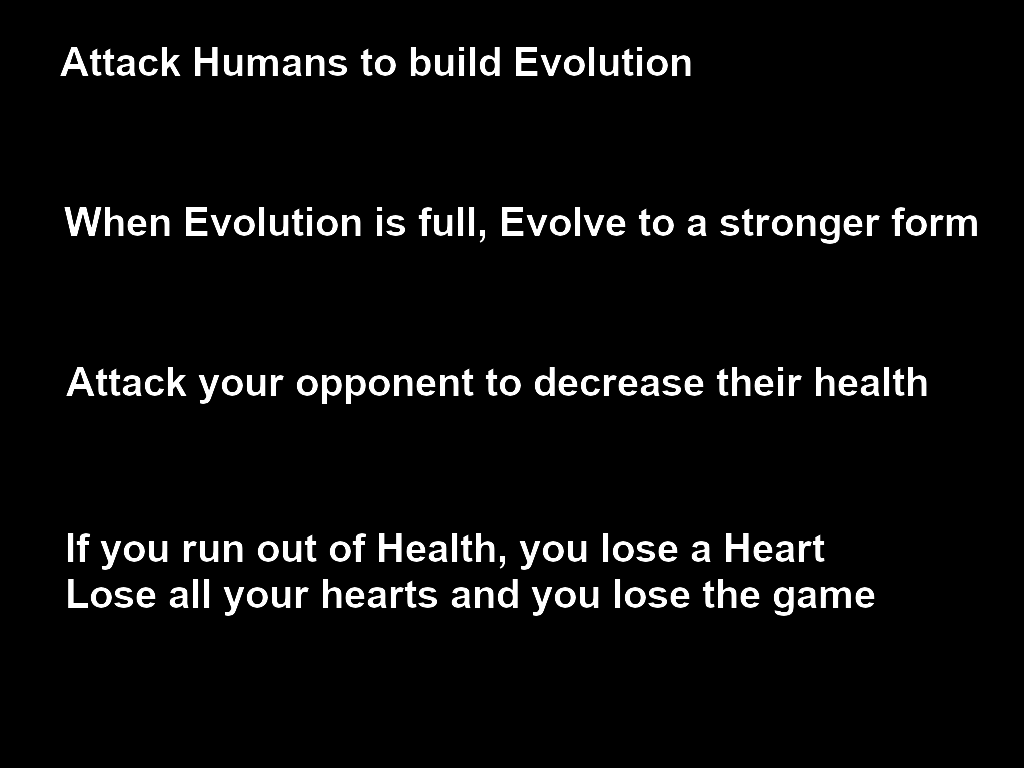 Attack Humans to build Evolution
When Evolution is full, Evolve to a stronger form
Attack your opponent to decrease their health
If you run out of Health, you lose a Heart
Lose all your hearts and you lose the game